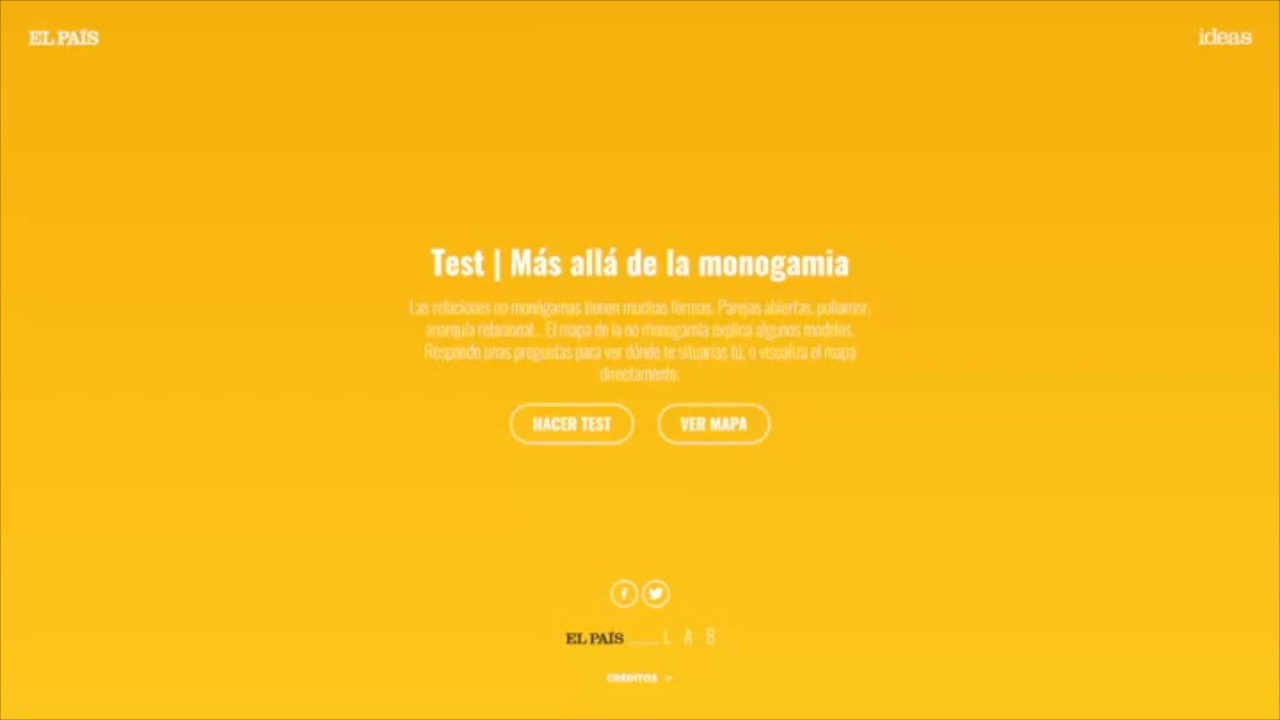 EL PAÍS
ideas
Test | Más allá de la monogamia
Las relaciones no monógamas tienen muchas formas. Parejas abiertas, poliamor,
anarquía relacional... El mapa de la no monogamia explica algunos modelos.
Responde unas preguntas para ver dónde te situarías tú, o visualiza el mapa
directamente.
HACER TEST
VER MAPA
EL PAÍS LAB
CRÉDITOS